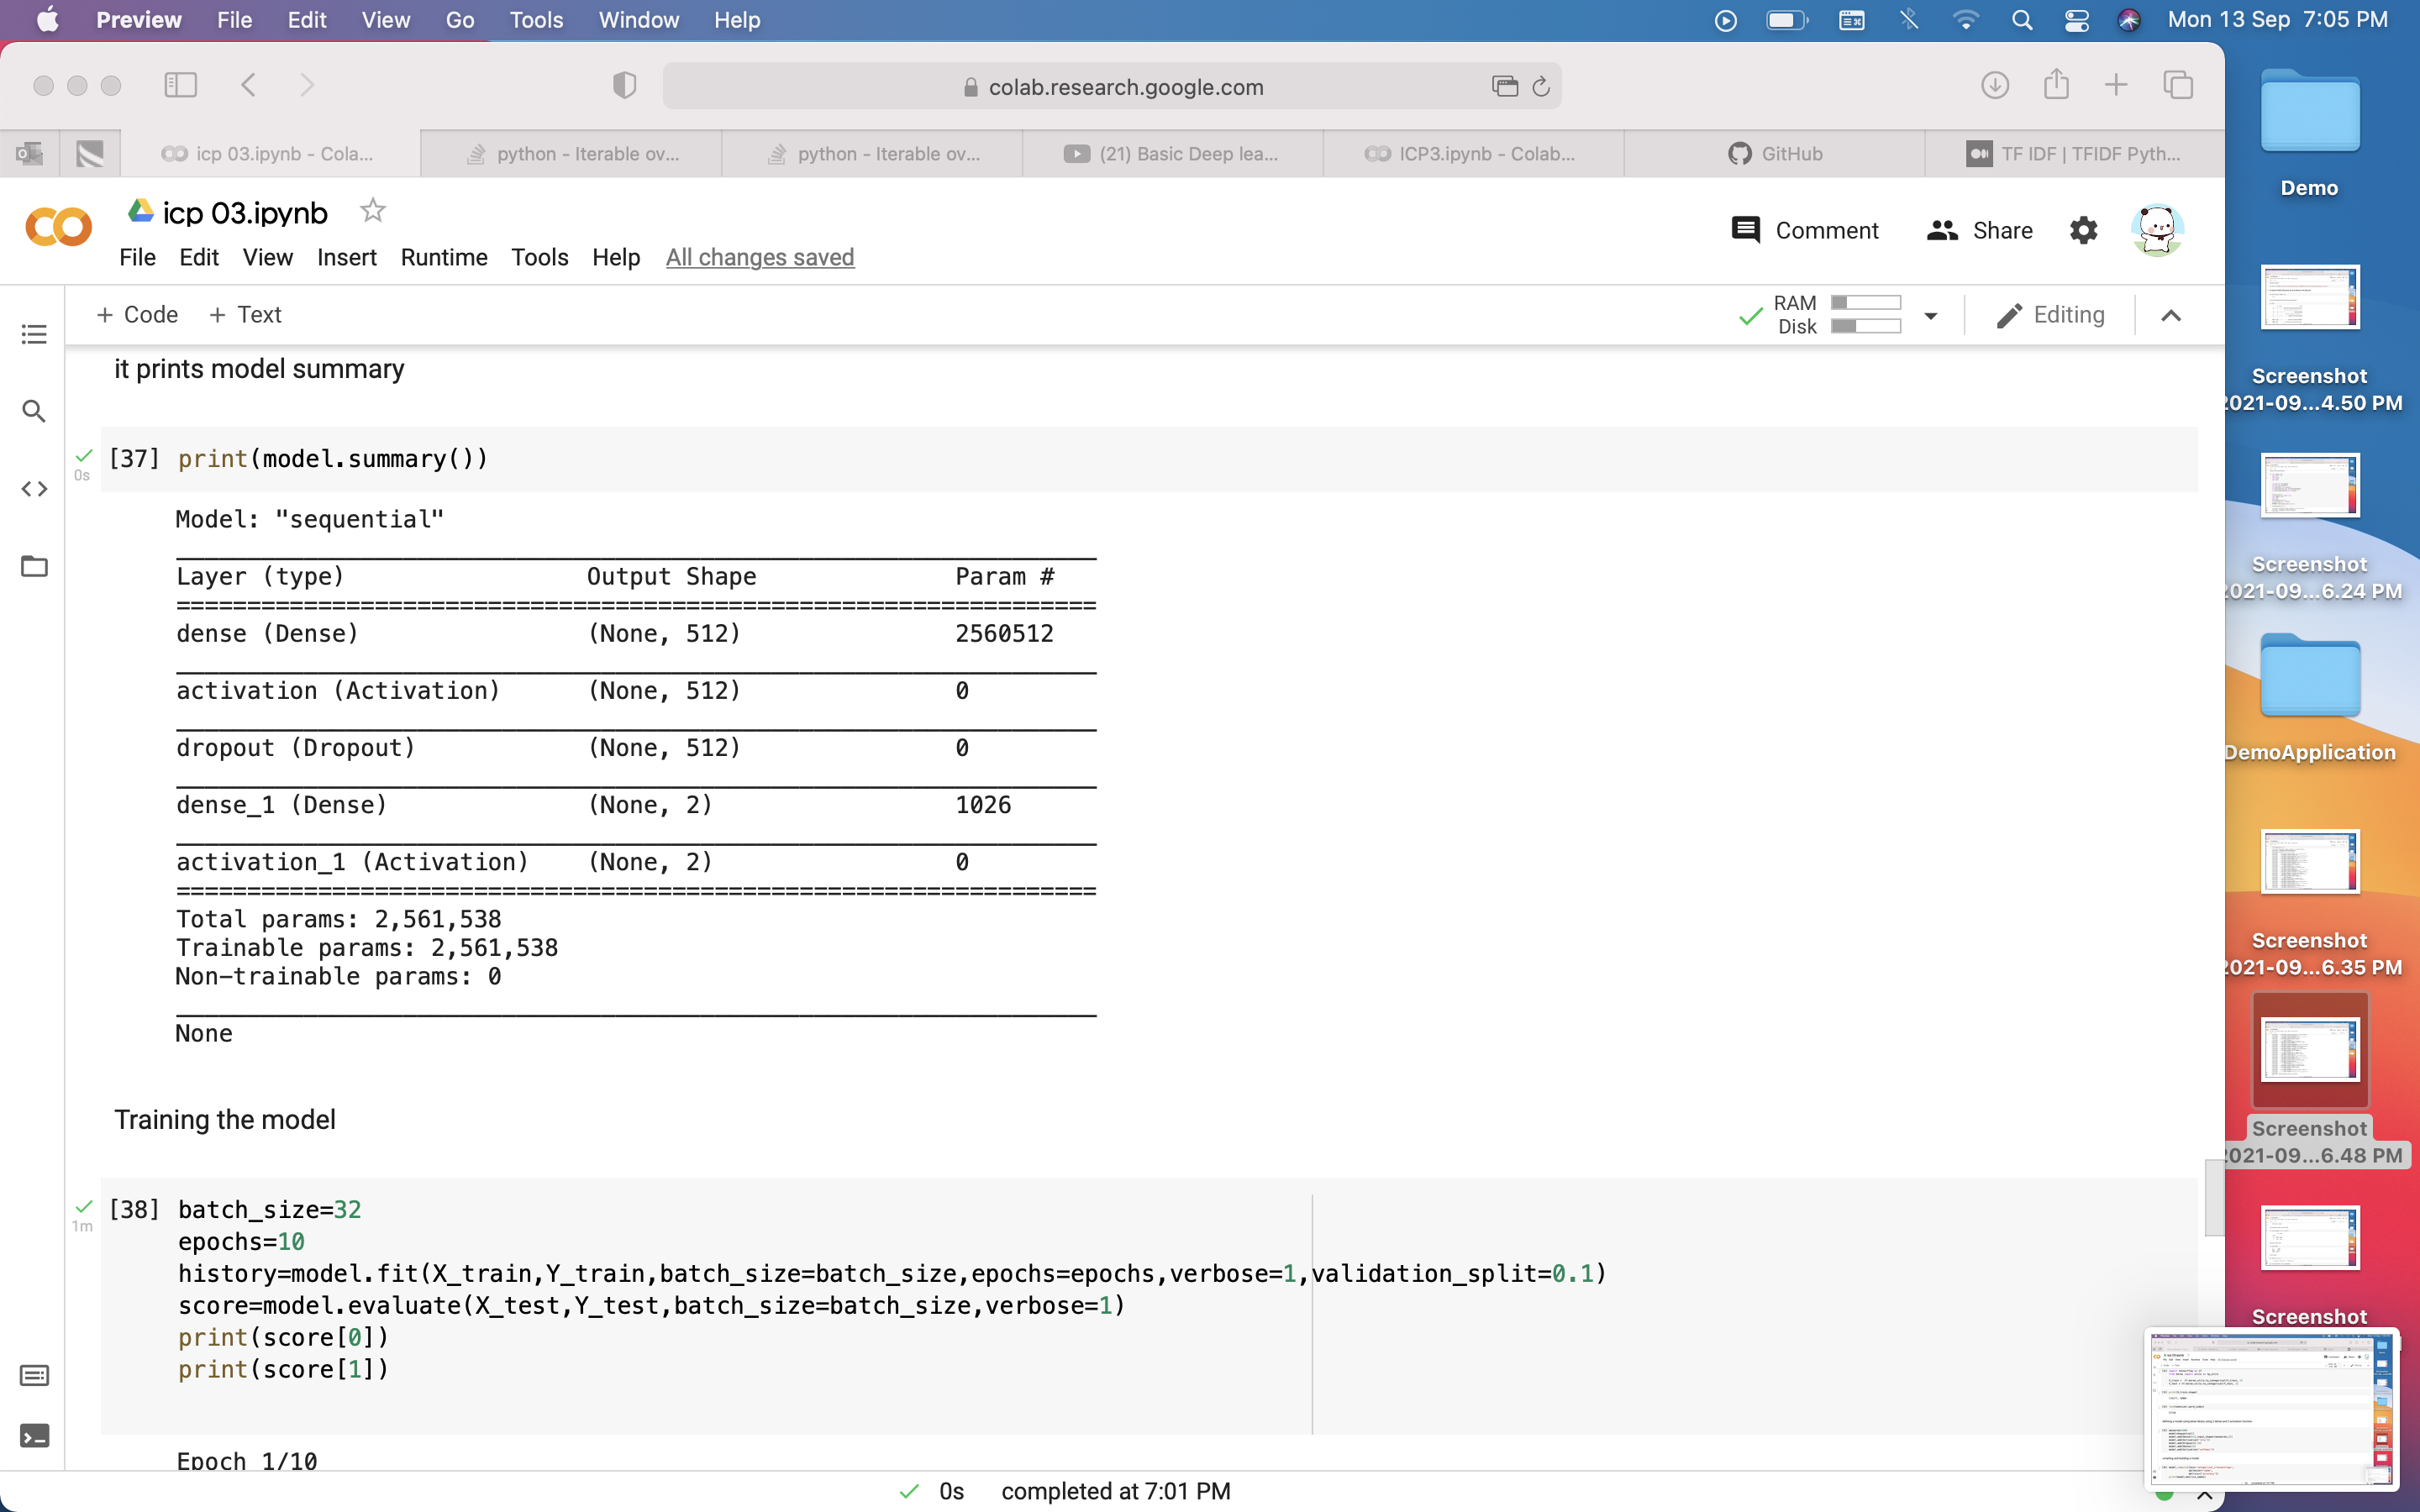 Preview File Edit View Go Tools Window Help Mon 13 Sep 7:05 PM
colab.research.google.com
icp 03.ipynb - Cola... python - Iterable ov... python - Iterable ov... (21) Basic Deep lea... ICP3.ipynb - Colab... GitHub TF IDF | TFIDF Pyth...
icp 03.ipynb
Comment Share
File Edit View Insert Runtime Tools Help All changes saved
+ Code + Text
RAM
Disk
Editing
it prints model summary
[37] print(model.summary())
0s
Model: "sequential"
Layer (type) Output Shape Param #
=================================================================
dense (Dense) (None, 512) 2560512
activation (Activation) (None, 512) 0
dropout (Dropout) (None, 512) 0
dense_1 (Dense) (None, 2) 1026
activation_1 (Activation) (None, 2) 0
=================================================================
Total params: 2,561,538
Trainable params: 2,561,538
Non-trainable params: 0
None
Training the model
[38] batch_size=32
1m
epochs=10
history=model.fit(X_train,Y_train,batch_size=batch_size,epochs=epochs,verbose=1,validation_split=0.1)
score=model.evaluate(X_test,Y_test,batch_size=batch_size,verbose=1)
print(score[0])
print(score[1])
Epoch 1/10
0s completed at 7:01 PM
Demo
Screenshot
2021-09...4.50 PM
Screenshot
2021-09...6.24 PM
DemoApplication
Screenshot
2021-09...6.35 PM
Screenshot
2021-09...6.48 PM
Screenshot